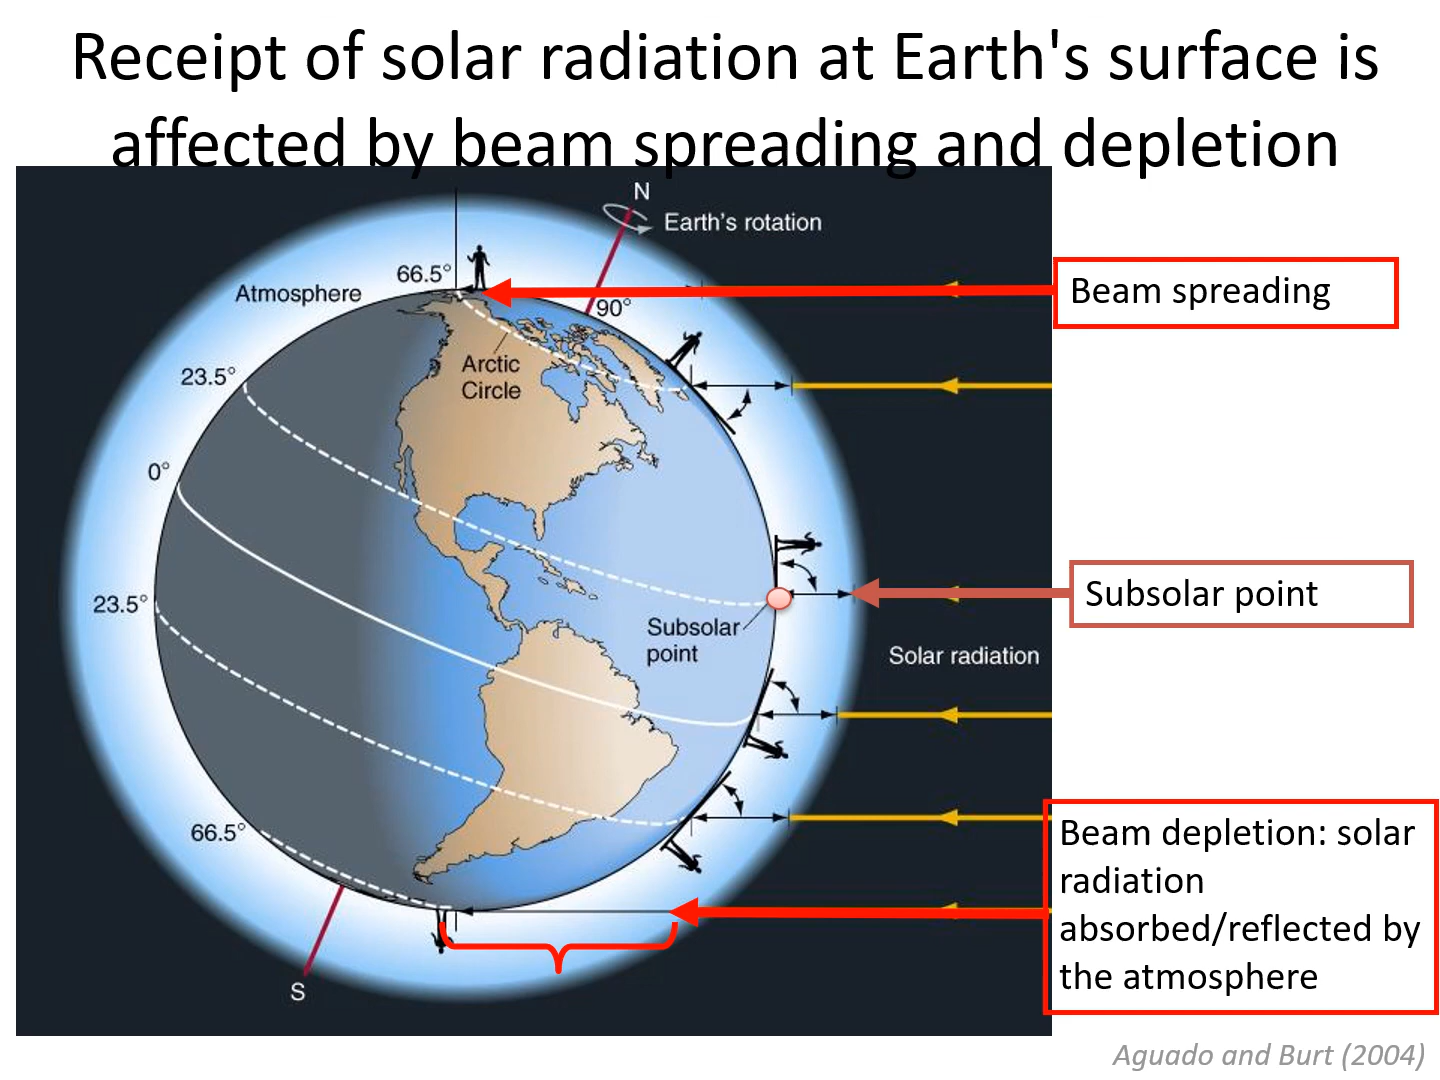 Receipt of solar radiation at Earth's surface is
affected by beam spreading and depletion
N
Earth's rotation
66.5°
Atmosphere
90°
Beam spreading
Arctic
Circle
23.5°
0°
23.5°
Subsolar
point
Subsolar point
Solar radiation
66.5°
Beam depletion: solar
radiation
absorbed/reflected by
the atmosphere
S
Aguado and Burt (2004)